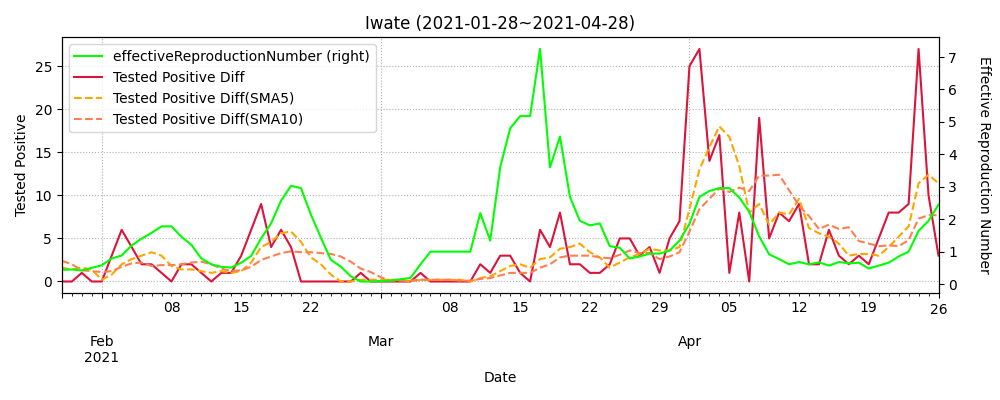 Iwate (2021-01-28~2021-04-28)
effectiveReproductionNumber (right)
Tested Positive Diff
Tested Positive Diff(SMA5)
Tested Positive Diff(SMA10)
Tested Positive
25
20
15
10
5
0
Effective Reproduction Number
7
6
5
4
3
2
1
0
08 15 22 08 15 22 29 05 12 19 26
Feb Mar Apr
2021
Date